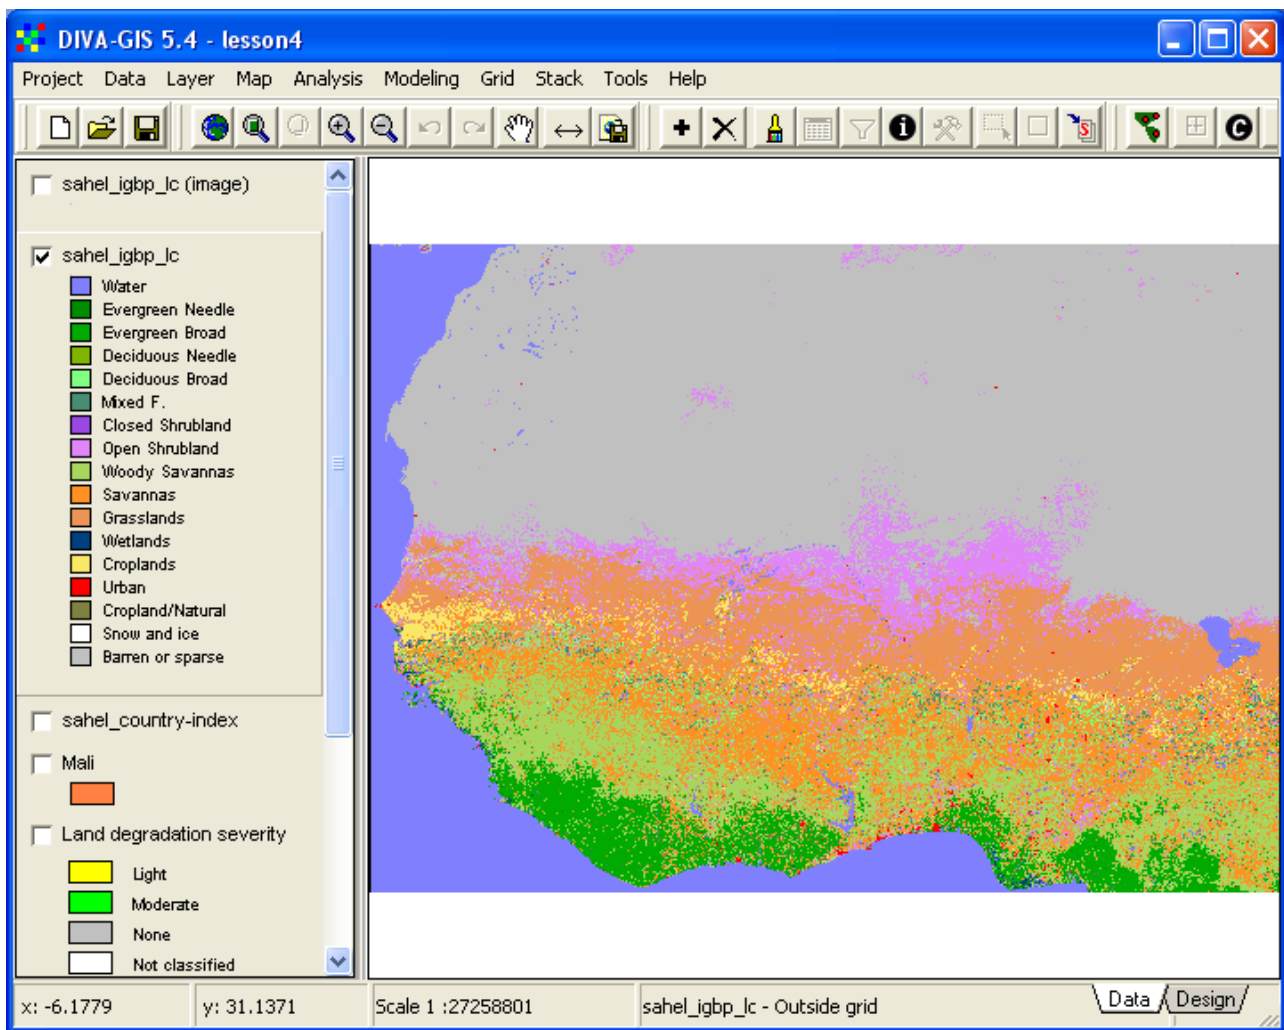 DIVA-GIS 5.4 - lesson4
Project Data Layer Map Analysis Modeling Grid Stack Tools Help
sahel_igbp_lc (image)
sahel_igbp_lc
Water
Evergreen Needle
Evergreen Broad
Deciduous Needle
Deciduous Broad
Mixed F.
Closed Shrubland
Open Shrubland
Woody Savannas
Savannas
Grasslands
Wetlands
Croplands
Urban
Cropland/Natural
Snow and ice
Barren or sparse
sahel_country-index
Mali
Land degradation severity
Light
Moderate
None
Not classified
x: -6.1779 y: 31.1371 Scale 1 :27258801 sahel_igbp_lc - Outside grid Data Design